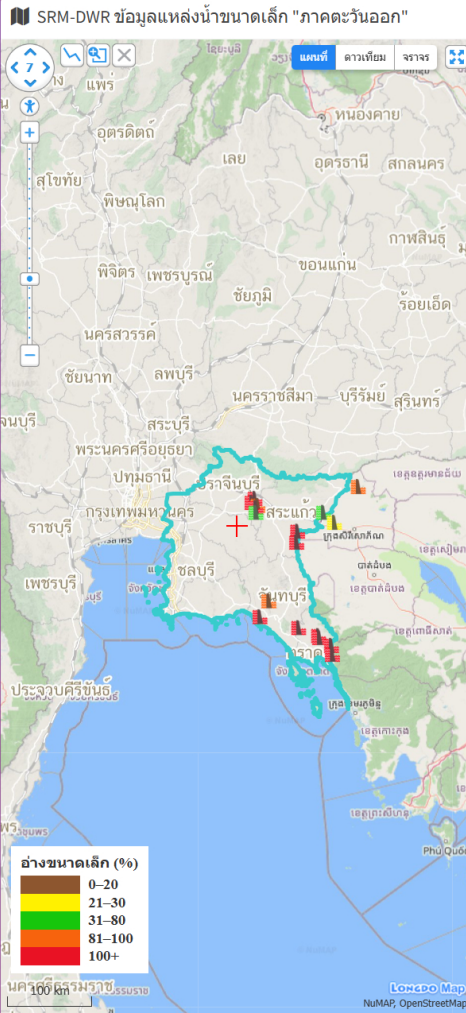 SRM-DWR ข้อมูลแหล่งน้ำขนาดเล็ก "ภาคตะวันออก"
7
แผนที่ ดาวเทียม จราจร
แพร่
หนองคาย
อุตรดิตถ์
เลย
อุดรธานี
สกลนคร
สุโขทัย
พิษณุโลก
กาฬสินธุ์
ขอนแก่น
พิจิตร
เพชรบูรณ์
ชัยภูมิ
ร้อยเอ็ด
นครสวรรค์
ชัยนาท
ลพบุรี
นครราชสีมา
บุรีรัมย์
สุรินทร์
สระบุรี
พระนครศรีอยุธยา
ปราจีนบุรี
ปทุมธานี
กรุงเทพมหานคร
สระแก้ว
ราชบุรี
ชลบุรี
เพชรบุรี
จันทบุรี
ตราด
ประจวบคีรีขันธ์
Phú Quốc
อ่างขนาดเล็ก (%)
0–20
21–30
31–80
81–100
100+
นครศรีธรรมราช
100 km
LONGDO Map
NuMAP, OpenStreetMap